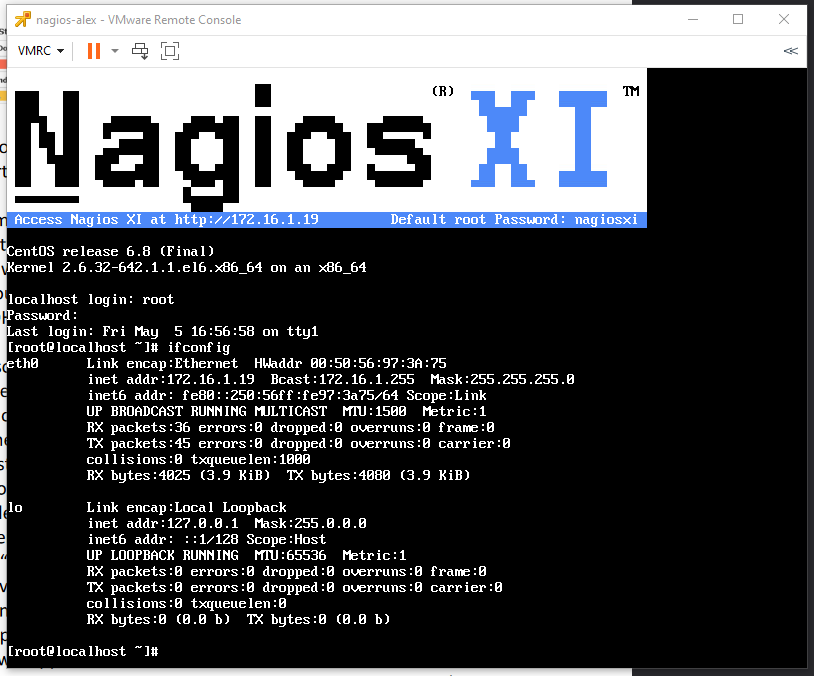 nagios-alex - VMware Remote Console
VMRC
Nagios (R) XI TM
Access Nagios XI at http://172.16.1.19 Default root Password: nagiosxi
CentOS release 6.8 (Final)
Kernel 2.6.32-642.1.1.el6.x86_64 on an x86_64
localhost login: root
Password:
Last login: Fri May  5 16:56:58 on tty1
[root@localhost ~]# ifconfig
eth0      Link encap:Ethernet  HWaddr 00:50:56:97:3A:75
          inet addr:172.16.1.19  Bcast:172.16.1.255  Mask:255.255.255.0
          inet6 addr: fe80::250:56ff:fe97:3a75/64 Scope:Link
          UP BROADCAST RUNNING MULTICAST  MTU:1500  Metric:1
          RX packets:36 errors:0 dropped:0 overruns:0 frame:0
          TX packets:45 errors:0 dropped:0 overruns:0 carrier:0
          collisions:0 txqueuelen:1000
          RX bytes:4025 (3.9 KiB)  TX bytes:4080 (3.9 KiB)
lo        Link encap:Local Loopback
          inet addr:127.0.0.1  Mask:255.0.0.0
          inet6 addr: ::1/128 Scope:Host
          UP LOOPBACK RUNNING  MTU:65536  Metric:1
          RX packets:0 errors:0 dropped:0 overruns:0 frame:0
          TX packets:0 errors:0 dropped:0 overruns:0 carrier:0
          collisions:0 txqueuelen:0
          RX bytes:0 (0.0 b)  TX bytes:0 (0.0 b)
[root@localhost ~]#